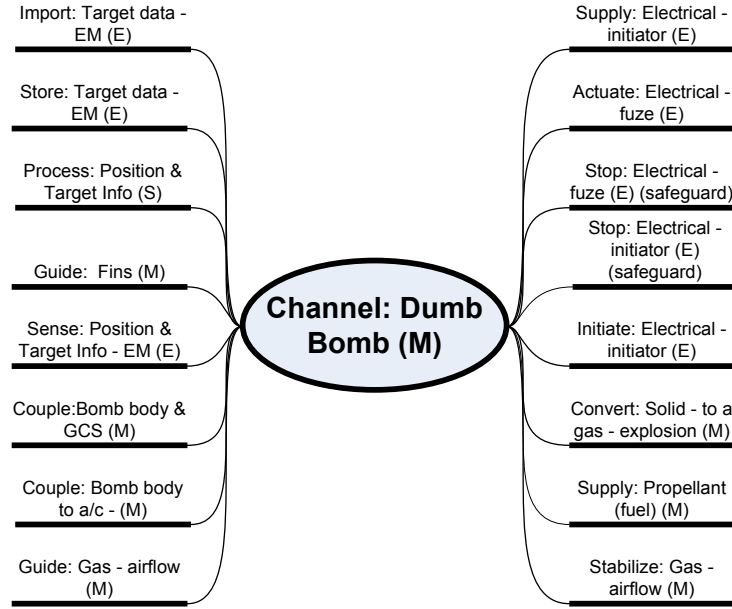 Import: Target data -
EM (E)
Store: Target data -
EM (E)
Process: Position &
Target Info (S)
Guide:  Fins (M)
Sense: Position &
Target Info - EM (E)
Couple:Bomb body &
GCS (M)
Couple: Bomb body
to a/c - (M)
Guide: Gas - airflow
(M)
Channel: Dumb
Bomb (M)
Supply: Electrical -
initiator (E)
Actuate: Electrical -
fuze (E)
Stop: Electrical -
fuze (E) (safeguard)
Stop: Electrical -
initiator (E)
(safeguard)
Initiate: Electrical -
initiator (E)
Convert: Solid - to a
gas - explosion (M)
Supply: Propellant
(fuel) (M)
Stabilize: Gas -
airflow (M)